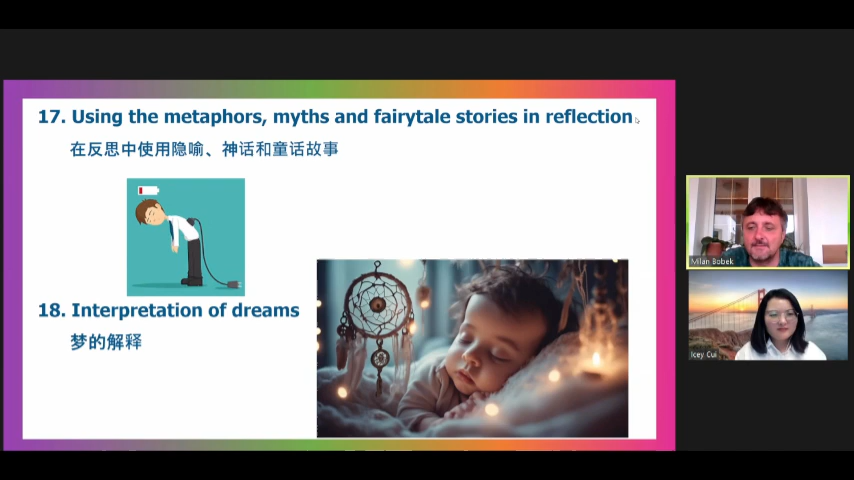 17. Using the metaphors, myths and fairytale stories in reflection
在反思中使用隐喻、神话和童话故事
18. Interpretation of dreams
梦的解释
Milan Bobek
Icey Cui